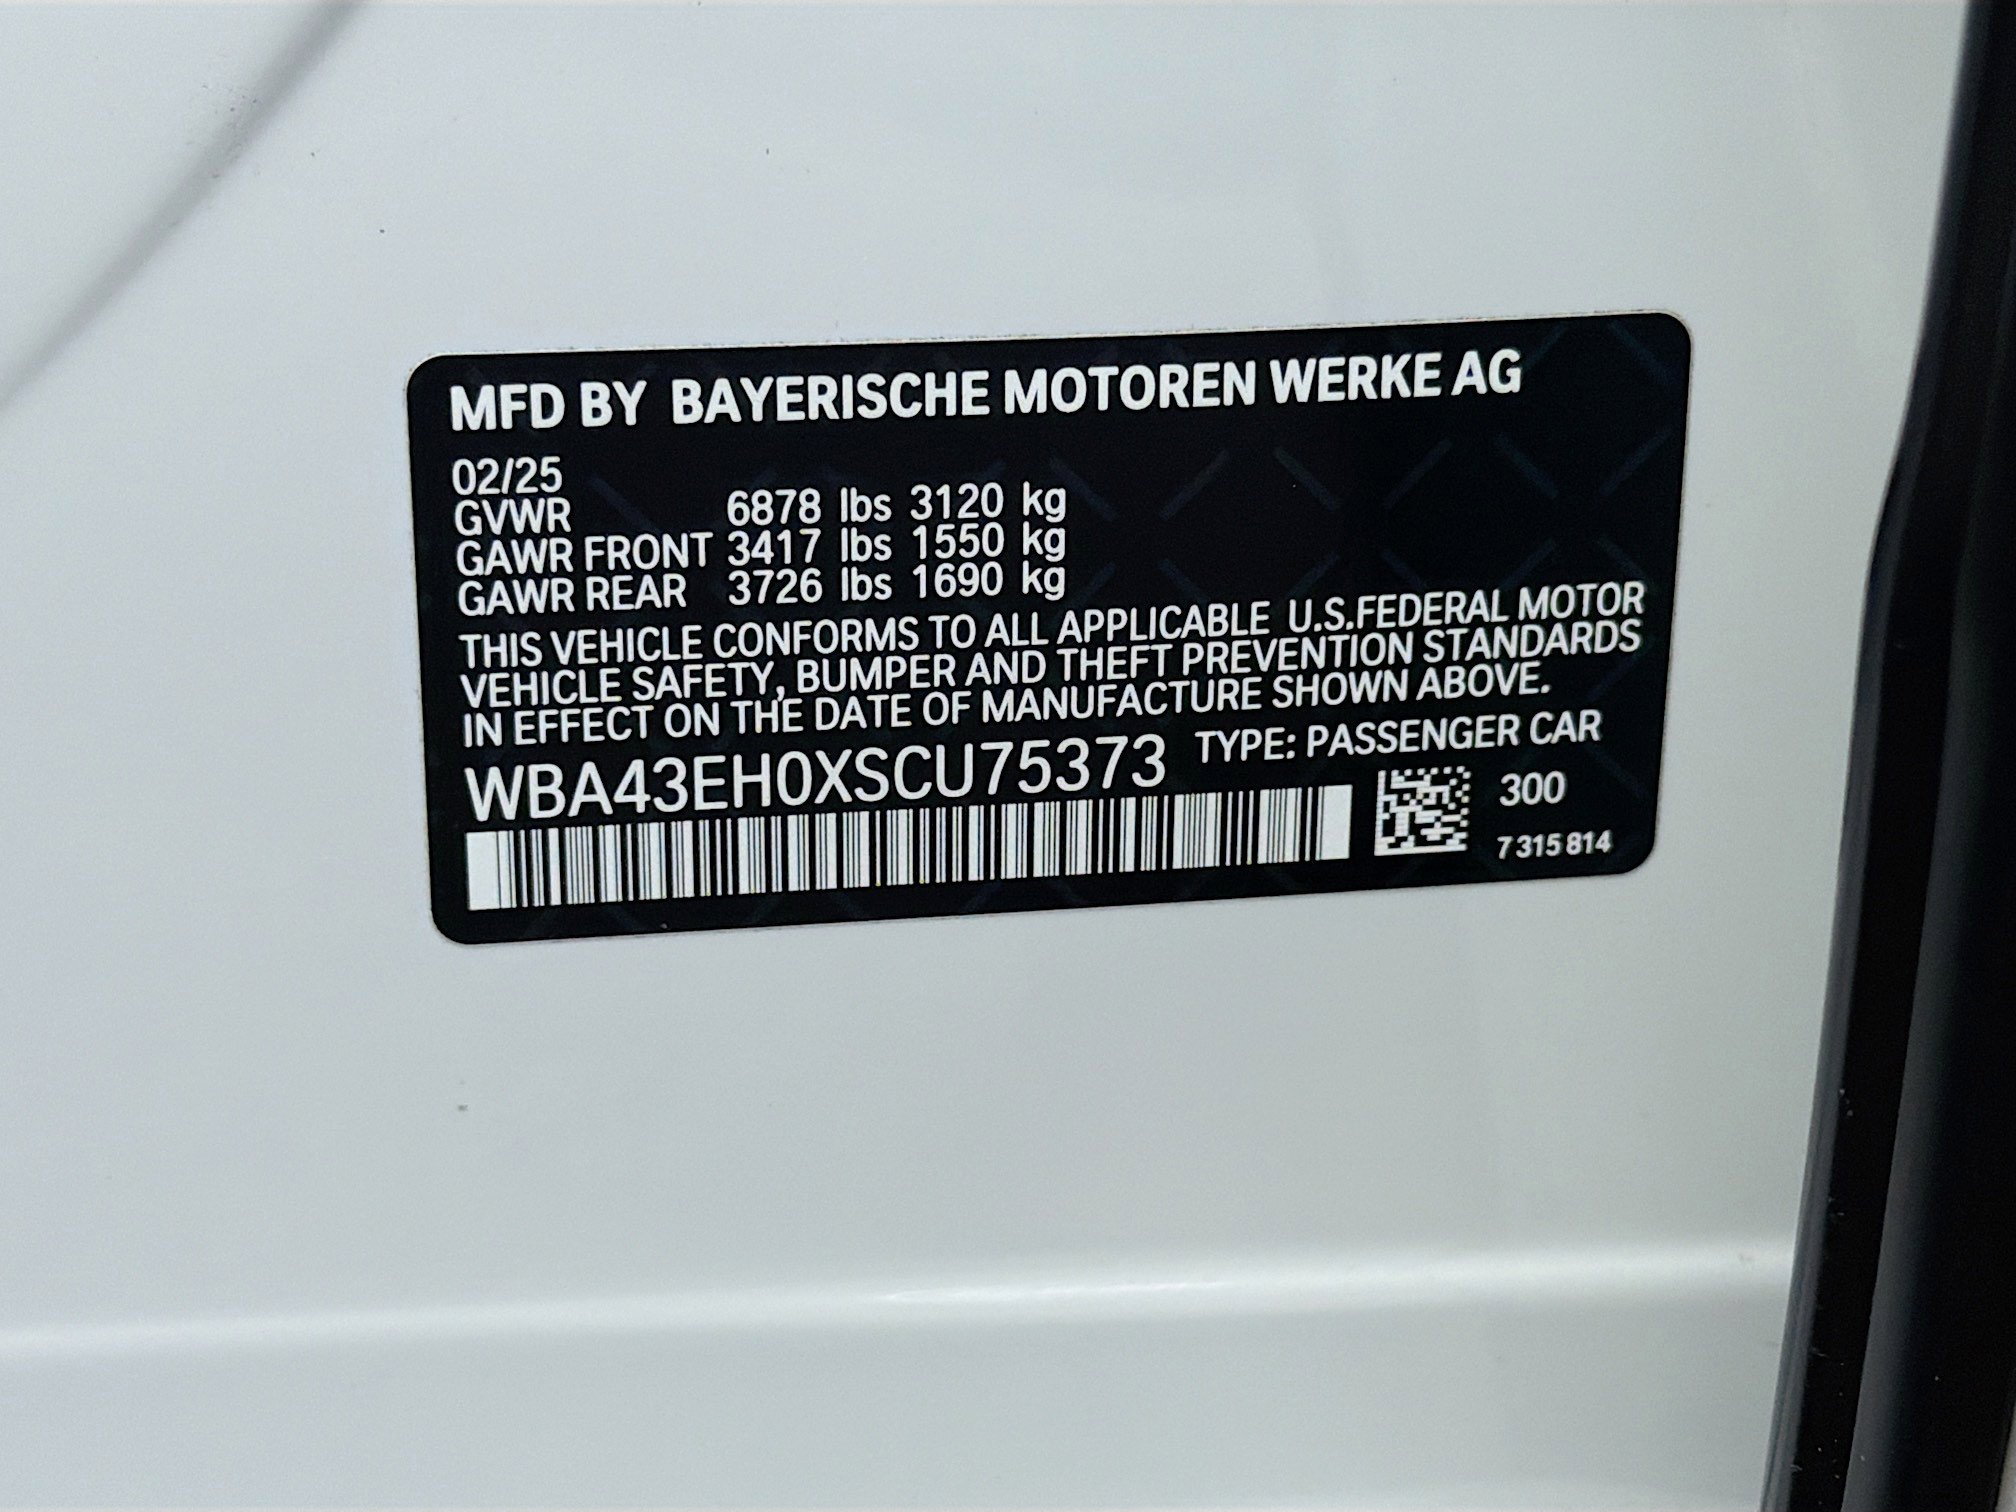 MFD BY BAYERISCHE MOTOREN WERKE AG
02/25
GVWR 6878 lbs 3120 kg
GAWR FRONT 3417 lbs 1550 kg
GAWR REAR 3726 lbs 1690 kg
THIS VEHICLE CONFORMS TO ALL APPLICABLE U.S.FEDERAL MOTOR
VEHICLE SAFETY, BUMPER AND THEFT PREVENTION STANDARDS
IN EFFECT ON THE DATE OF MANUFACTURE SHOWN ABOVE.
WBA43EH0XSCU75373 TYPE: PASSENGER CAR
300
7 315 814